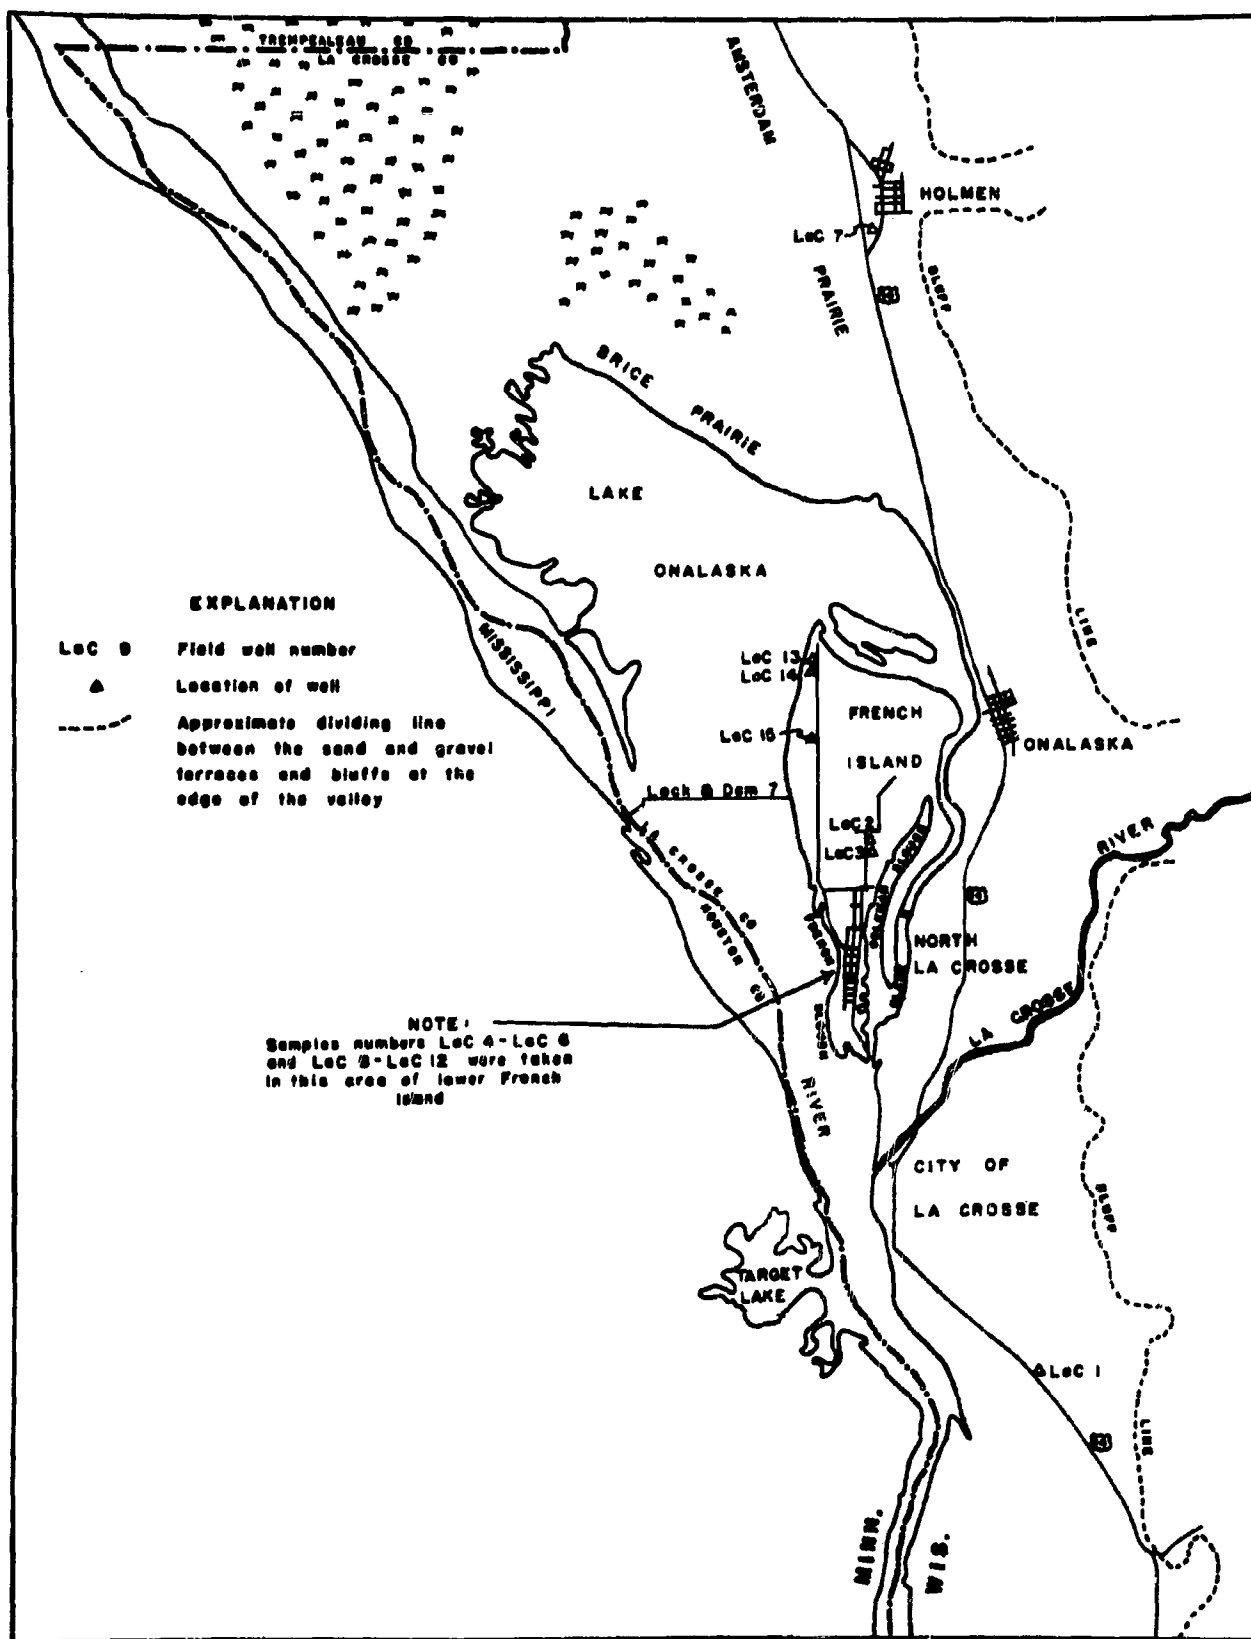 TREMPEALEAU CO
LA CROSSE CO
AMSTERDAM
PRAIRIE
HOLMEN
LaC 7
BLUFF
LINE
BRICE PRAIRIE
LAKE
ONALASKA
EXPLANATION
LaC 9 Field well number
Location of well
Approximate dividing line
between the sand and gravel
terraces and bluffs at the
edge of the valley
MISSISSIPPI
LaC 13
LaC 14
FRENCH
LaC 15
ISLAND
ONALASKA
Lock & Dam 7
LaC 2
LaC 3
LA CROSSE CO
HOUSTON CO
SLOUGH
RIVER
NORTH
LA CROSSE
LA CROSSE
BLACK
SLOUGH
NOTE:
Samples numbers LaC 4-LaC 6
and LaC 8-LaC 12 were taken
in this area of lower French
Island
RIVER
CITY OF
LA CROSSE
BLUFF
TARGET
LAKE
LaC 1
LINE
MINN.
WIS.